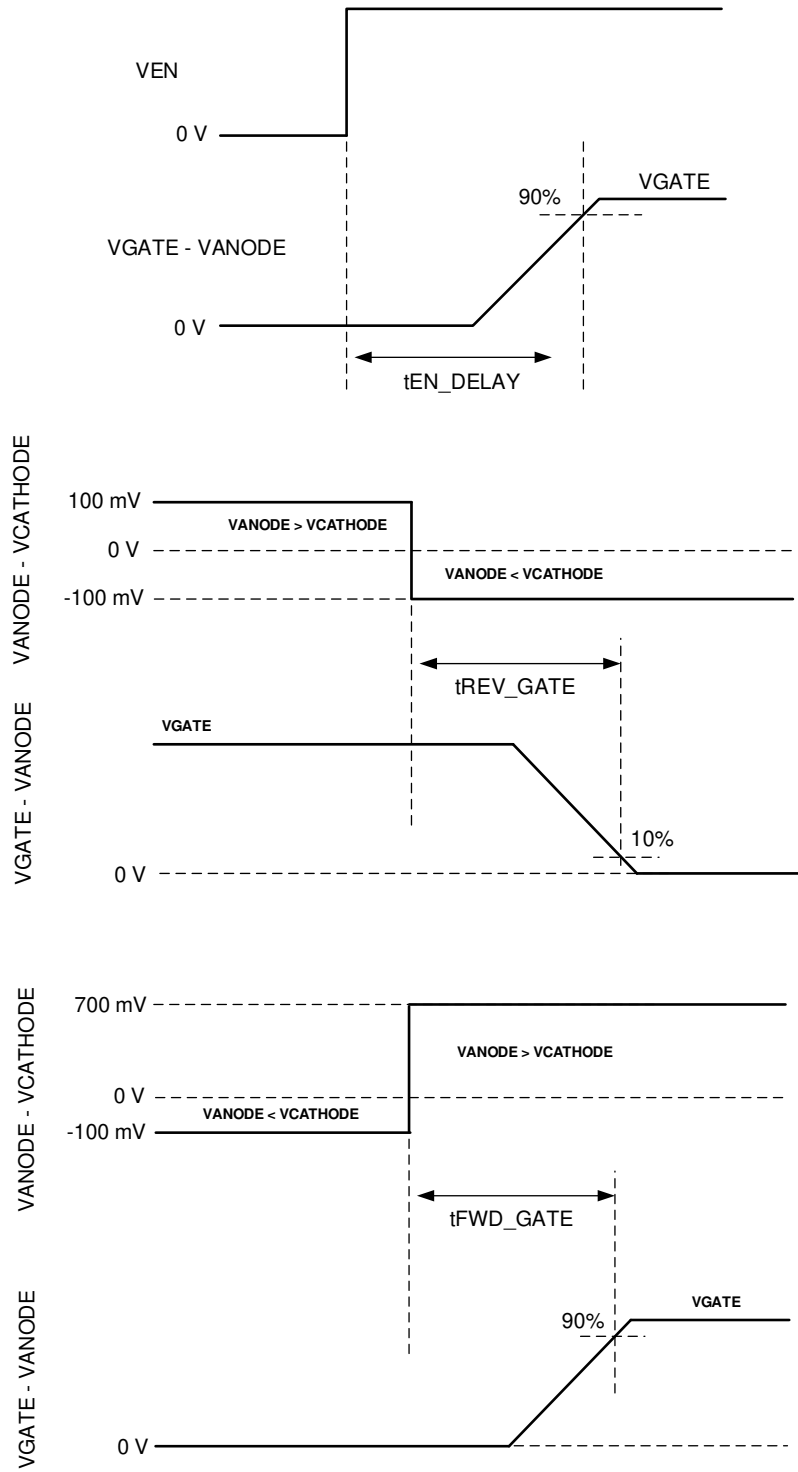 VEN
0 V
90%
VGATE
VGATE - VANODE
0 V
tEN_DELAY
VANODE - VCATHODE
100 mV
VANODE > VCATHODE
0 V
VANODE < VCATHODE
-100 mV
tREV_GATE
VGATE - VANODE
VGATE
10%
0 V
VANODE - VCATHODE
700 mV
VANODE > VCATHODE
0 V
VANODE < VCATHODE
-100 mV
tFWD_GATE
VGATE - VANODE
VGATE
90%
0 V